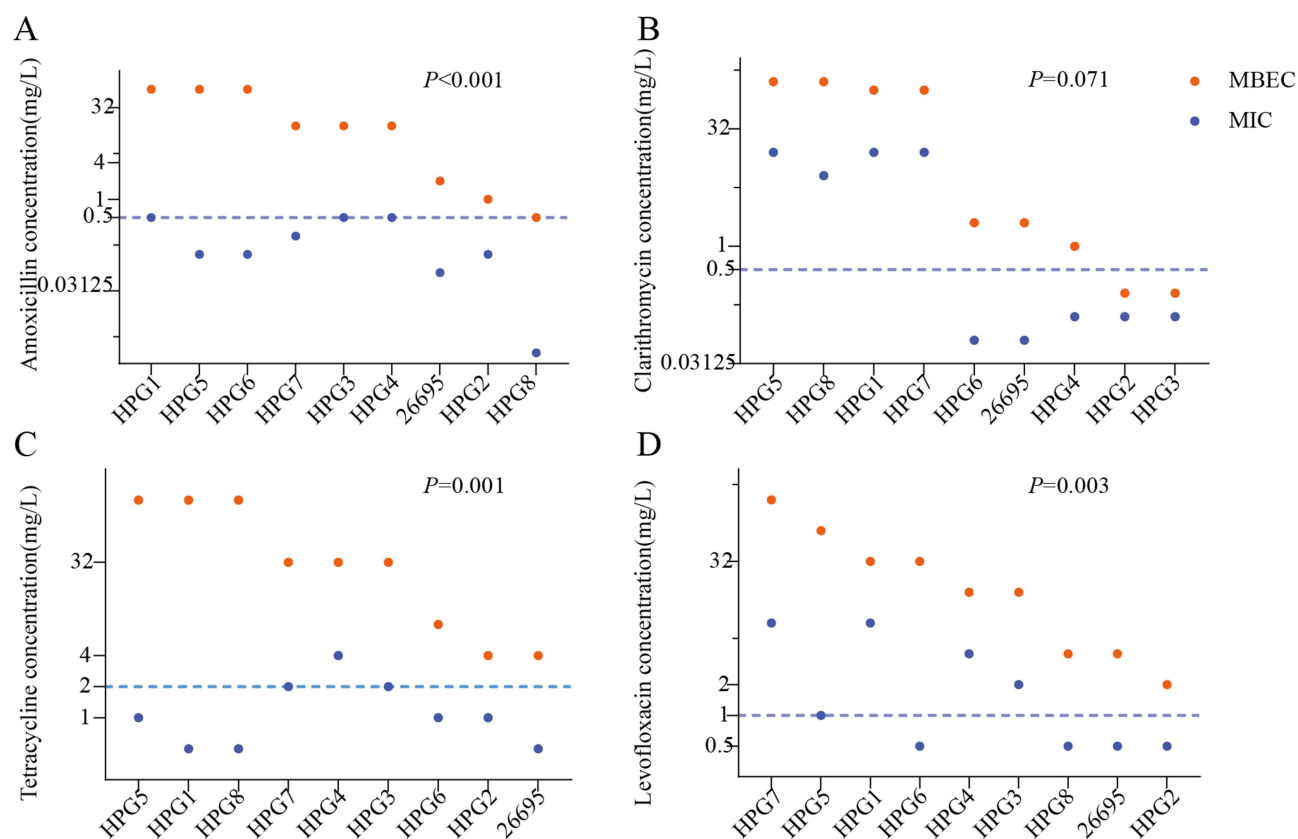 A
Amoxicillin concentration(mg/L)
P<0.001
32
4
1
0.5
0.03125
HPG1
HPG5
HPG6
HPG7
HPG3
HPG4
26695
HPG2
HPG8
B
Clarithromycin concentration(mg/L)
P=0.071
32
1
0.5
0.03125
HPG5
HPG8
HPG1
HPG7
HPG6
26695
HPG4
HPG2
HPG3
MBEC
MIC
C
Tetracycline concentration(mg/L)
P=0.001
32
4
2
1
HPG5
HPG1
HPG8
HPG7
HPG4
HPG3
HPG6
HPG2
26695
D
Levofloxacin concentration(mg/L)
P=0.003
32
2
1
0.5
HPG7
HPG5
HPG1
HPG6
HPG4
HPG3
HPG8
26695
HPG2